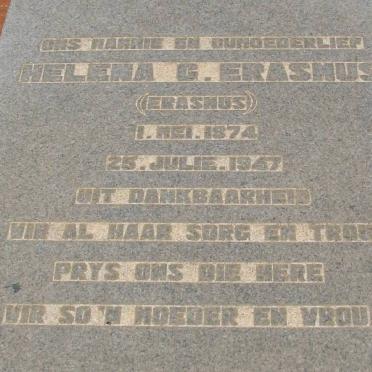 ONS MAMMIE EN OUMOEDERLIEF
HELENA C. ERASMUS
(ERASMUS)
1. MEI. 1874
25. JULIE. 1947
UIT DANKBAARHEID
VIR AL HAAR SORG EN TROU
PRYS ONS DIE HERE
VIR SO'N MOEDER EN VROU